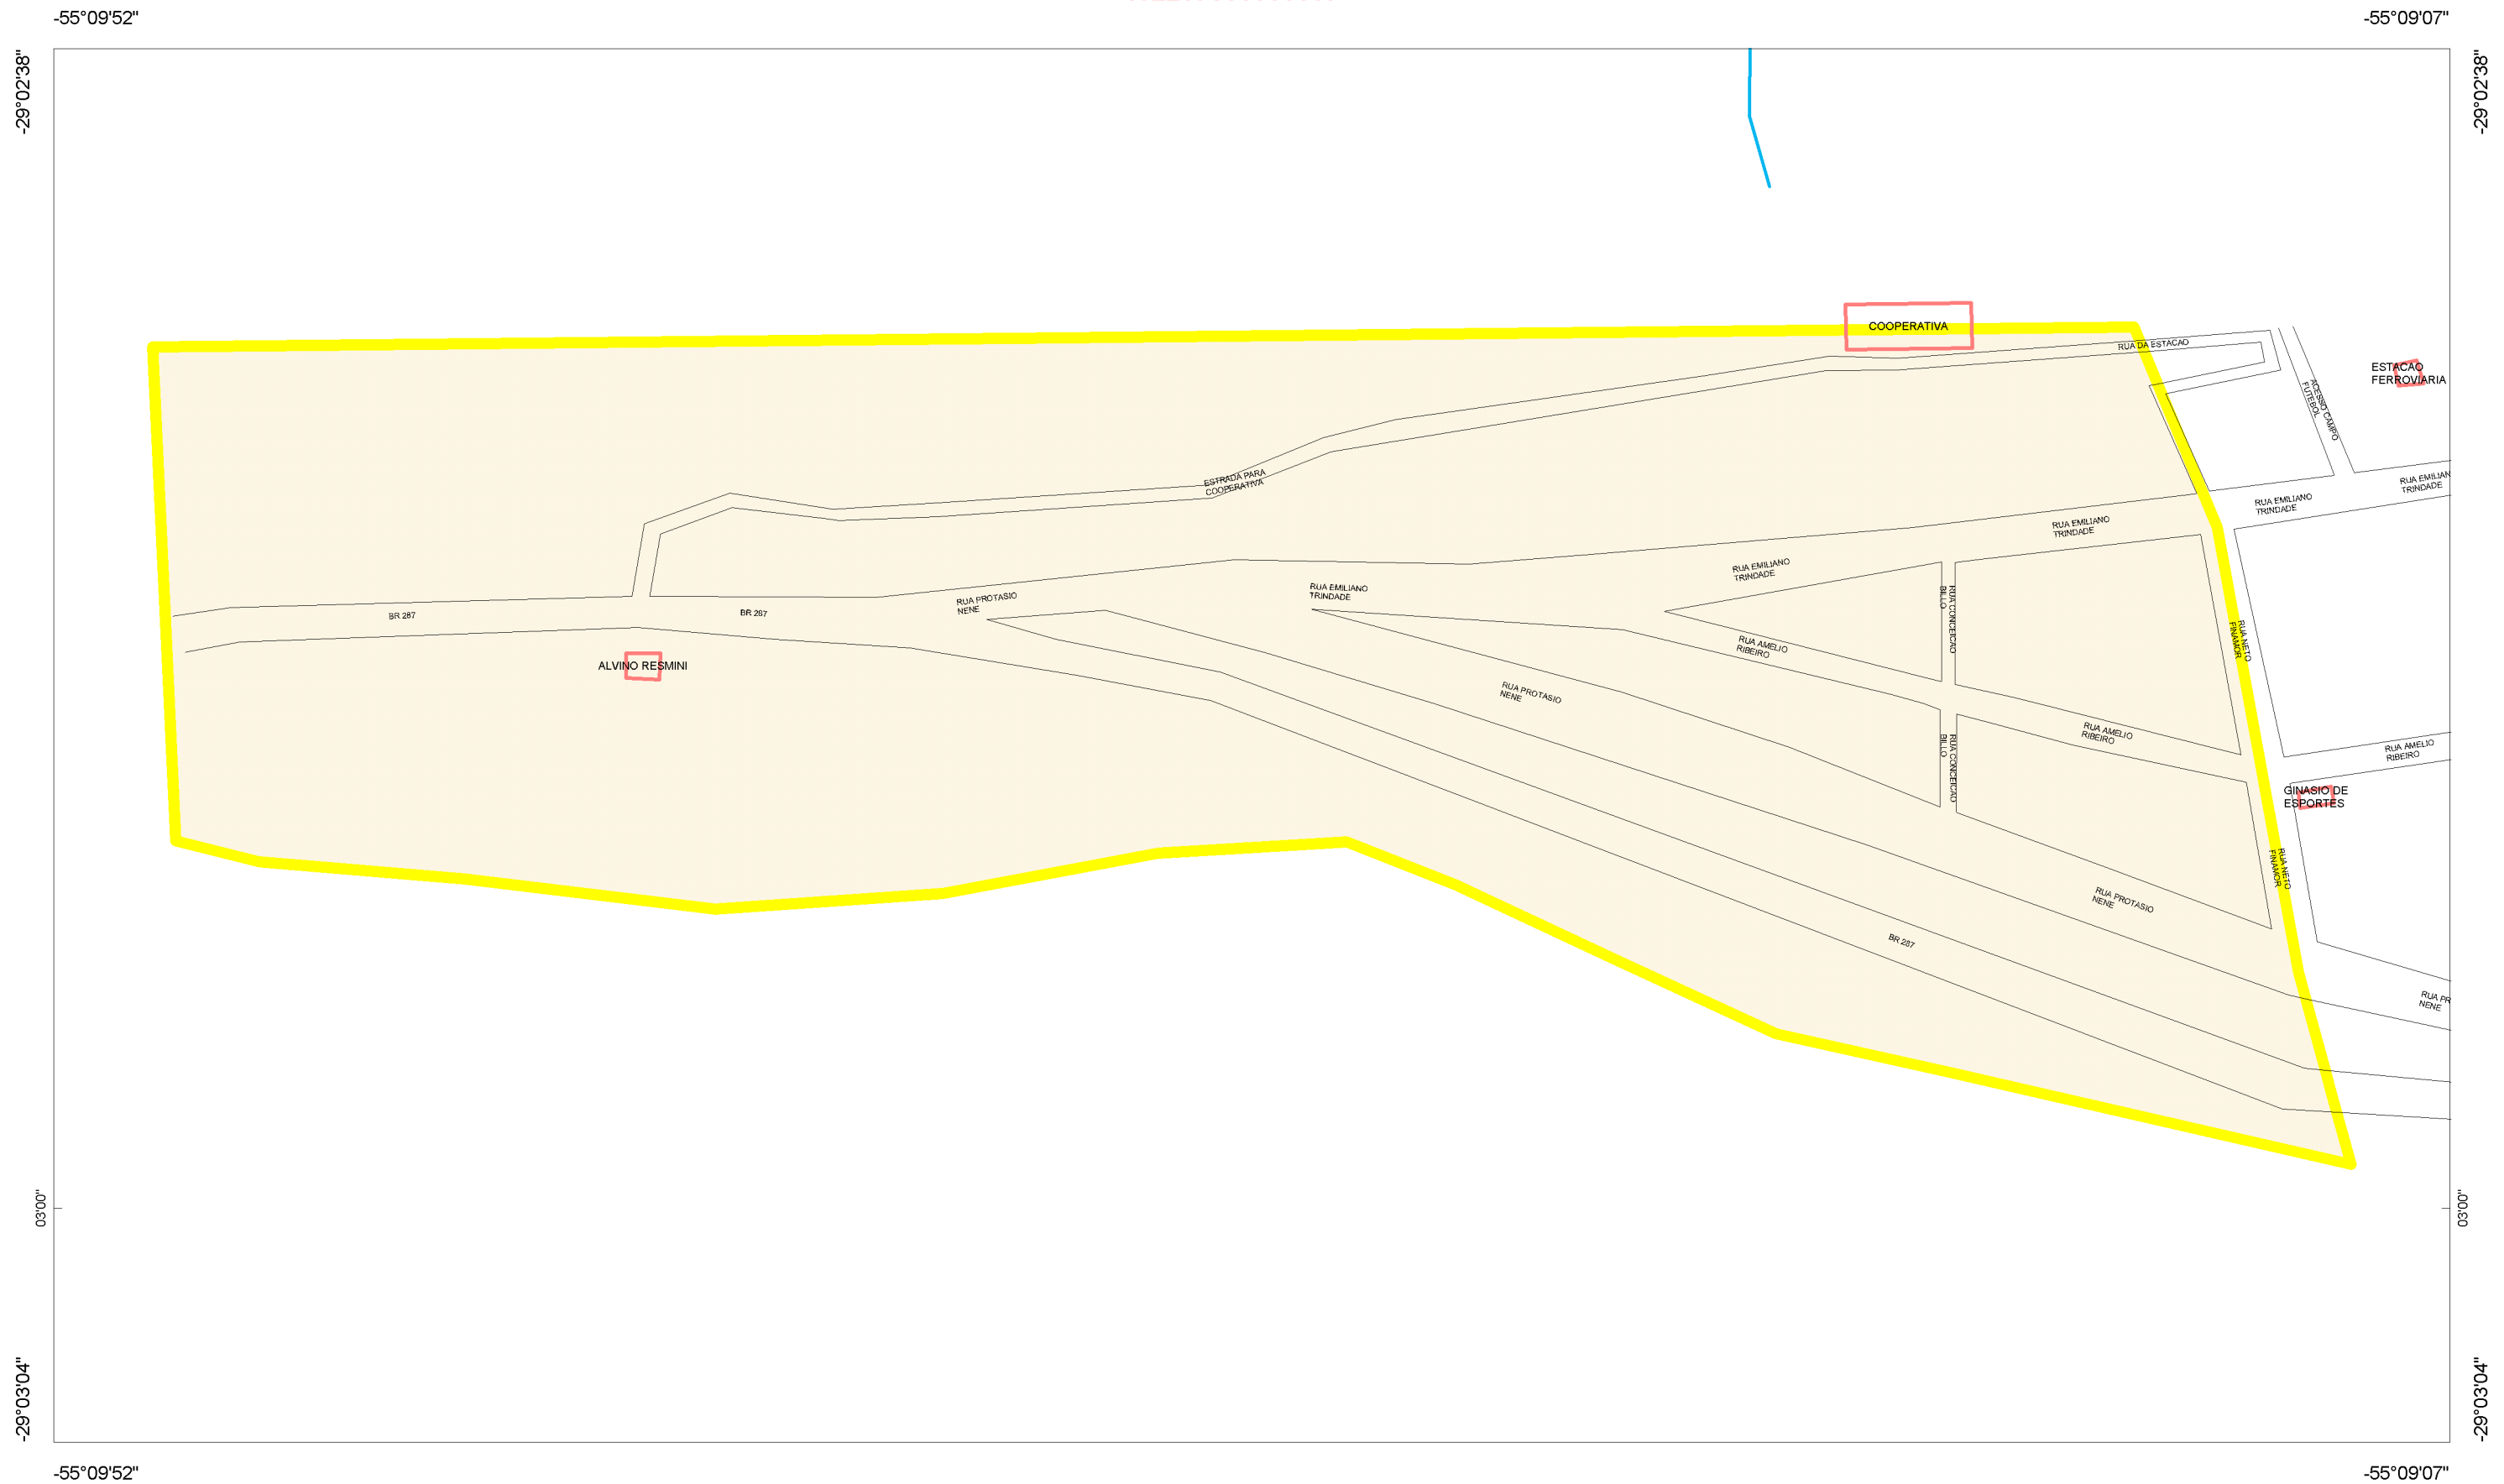 -55°09'52"
-55°09'07"
-29°02'38"
-29°02'38"
COOPERATIVA
RUA DA ESTACAO
ESTACAO
FERROVIARIA
ACESSO CAMPO
FUTEBOL
ESTRADA PARA
COOPERATIVA
RUA EMILIAN
TRINDADE
RUA EMILIANO
TRINDADE
RUA EMILIANO
TRINDADE
RUA EMILIANO
TRINDADE
RUA EMILIANO
TRINDADE
RUA PROTASIO
NENE
BR 287
BR 287
RUA CONCEICAO
BILLO
RUA NETO
FINAMOR
ALVINO RESMINI
RUA AMELIO
RIBEIRO
RUA PROTASIO
NENE
RUA AMELIO
RIBEIRO
RUA AMELIO
RIBEIRO
RUA CONCEICAO
BILLO
GINASIO DE
ESPORTES
RUA NETO
FINAMOR
RUA PROTASIO
NENE
BR 287
RUA PR
NENE
03'00"
03'00"
-29°03'04"
-29°03'04"
-55°09'52"
-55°09'07"